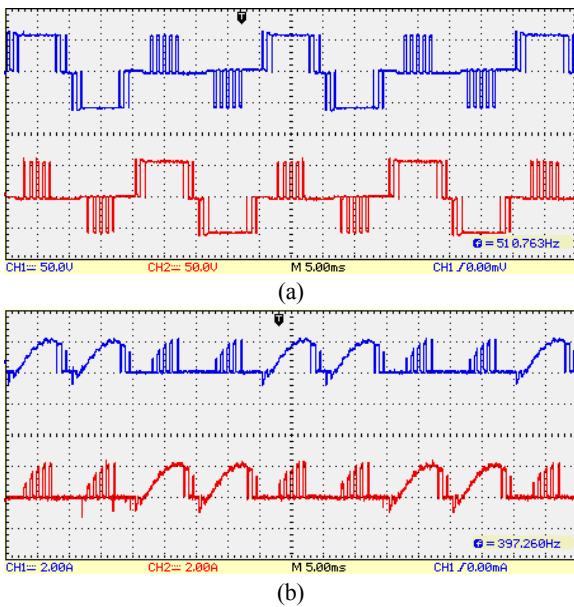 T
G = 510.763Hz
CH1 50.0V CH2 50.0V M 5.00ms CH1 0.00mV
(a)
T
G = 397.260Hz
CH1 2.00A CH2 2.00A M 5.00ms CH1 0.00mA
(b)